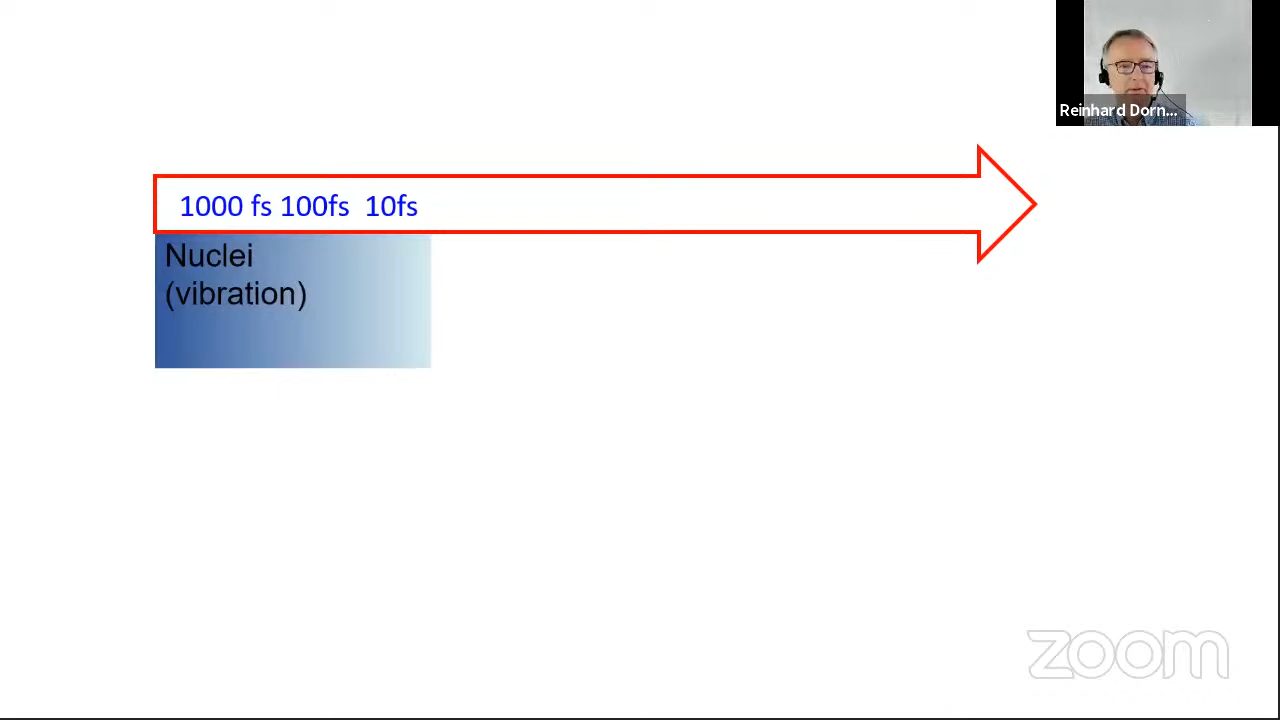 Reinhard Dorn...
1000 fs 100fs 10fs
Nuclei
(vibration)
zoom